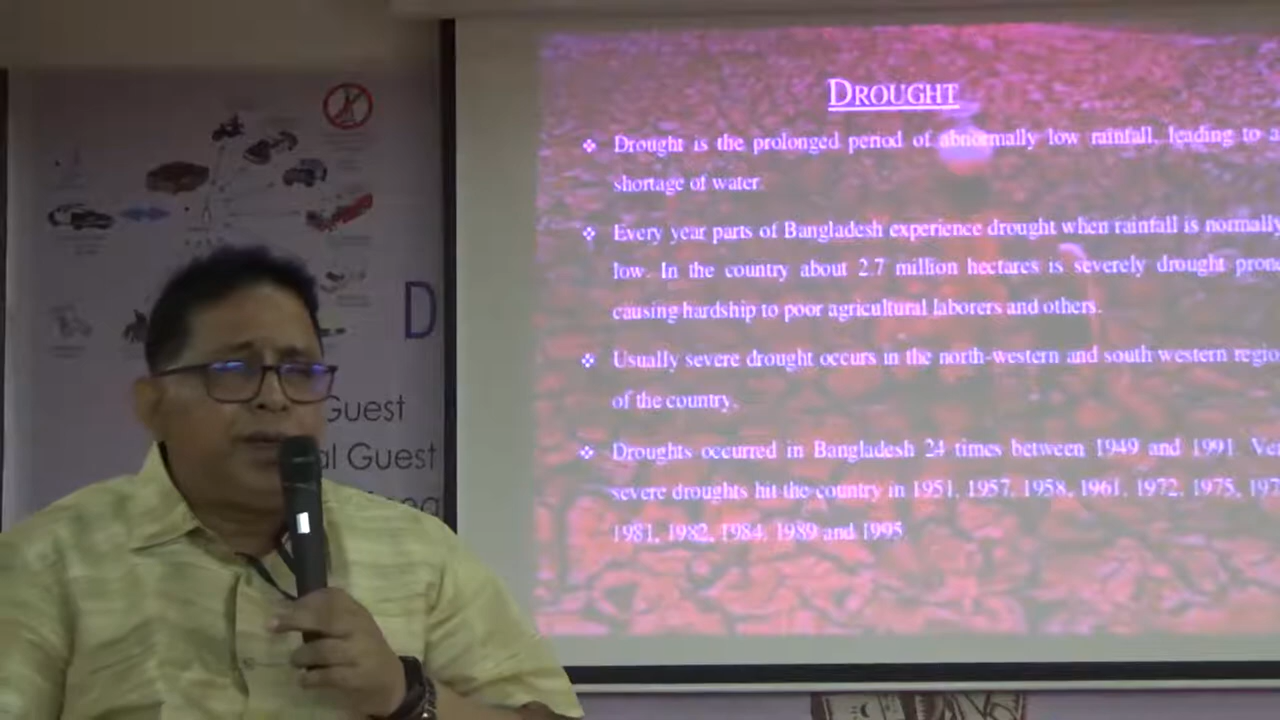 DROUGHT
Drought is the prolonged period of abnormally low rainfall, leading to a
shortage of water.
Every year parts of Bangladesh experience drought when rainfall is normally
low. In the country about 2.7 million hectares is severely drought prone
causing hardship to poor agricultural laborers and others.
Usually severe drought occurs in the north-western and south western regio
of the country.
Droughts occurred in Bangladesh 24 times between 1949 and 1991. Ver
severe droughts hit the country in 1951, 1957, 1958, 1961, 1972, 1975, 197
1981, 1982, 1984, 1989 and 1995
D
Guest
al Guest